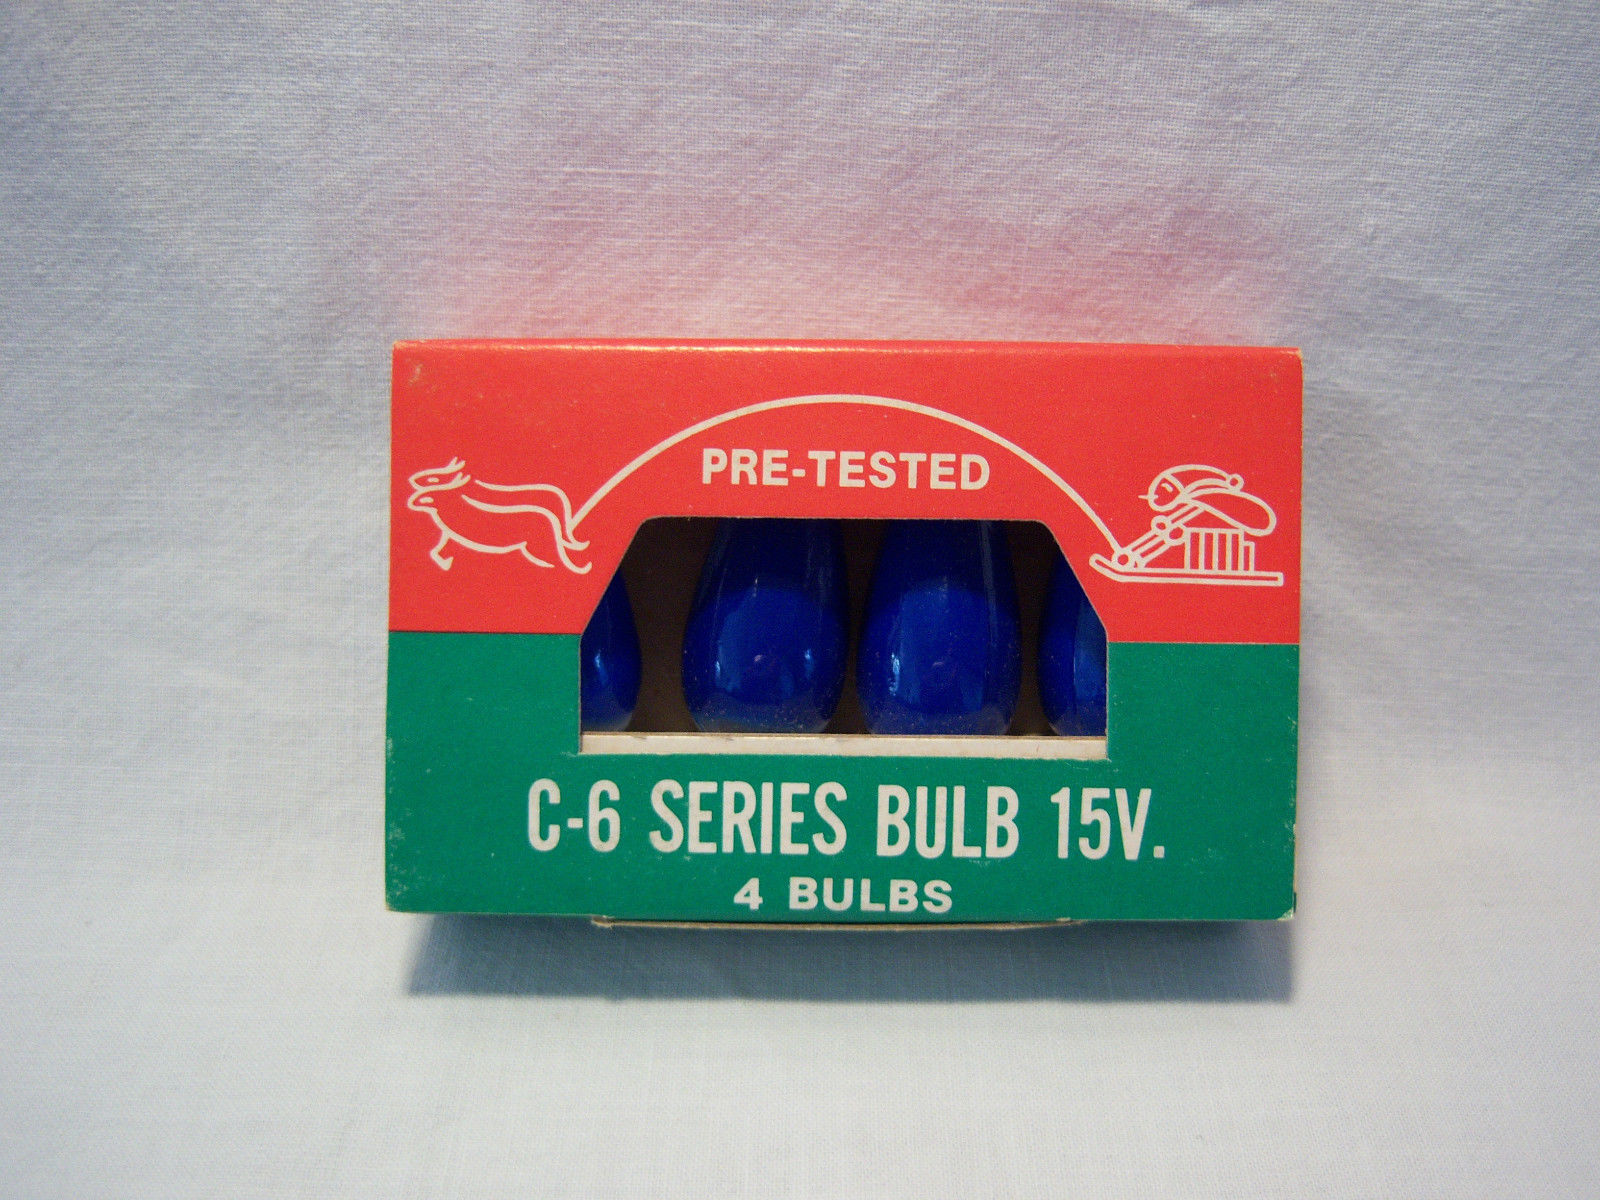 PRE-TESTED
C-6 SERIES BULB 15V.
4 BULBS